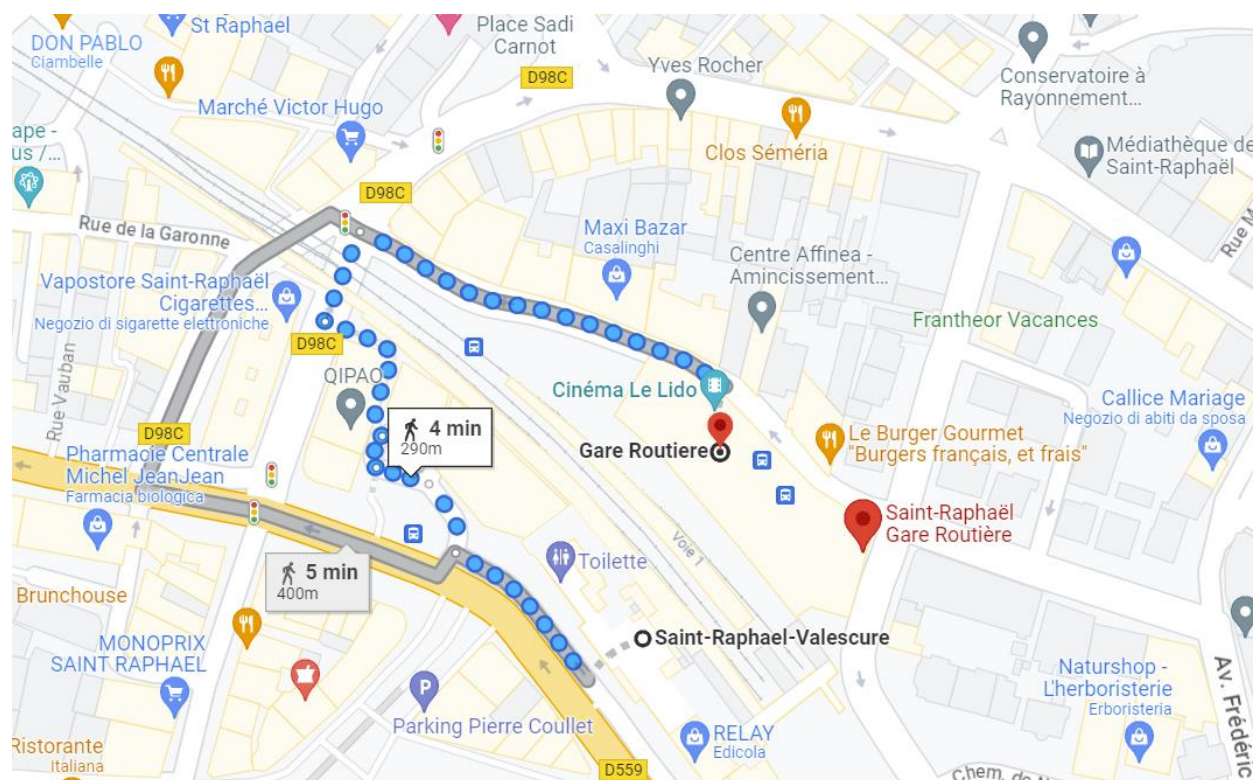 St Raphael
Place Sadi
Carnot
DON PABLO
Ciambelle
D98C
Yves Rocher
Conservatoire à
Rayonnement...
Marché Victor Hugo
ape -
us /...
Clos Séméria
Médiathèque de
Saint-Raphaël
D98C
Rue de la Garonne
Maxi Bazar
Casalinghi
Centre Affinea -
Amincissement...
Vapostore Saint-Raphaël
Cigarettes...
Negozio di sigarette elettroniche
Frantheor Vacances
D98C
Rue Vauban
QIPAO
Cinéma Le Lido
Callice Mariage
Negozio di abiti da sposa
4 min
290m
D98C
Pharmacie Centrale
Michel JeanJean
Farmacia biologica
Gare Routiere
Le Burger Gourmet
"Burgers français, et frais"
Saint-Raphaël
Gare Routière
Voie 1
Toilette
5 min
400m
Brunchouse
Saint-Raphael-Valescure
MONOPRIX
SAINT RAPHAEL
P
Parking Pierre Coullet
Naturshop -
L'herboristerie
Erboristeria
RELAY
Edicola
Av. Frédéric
Ristorante
Italiana
D559
Chem. de